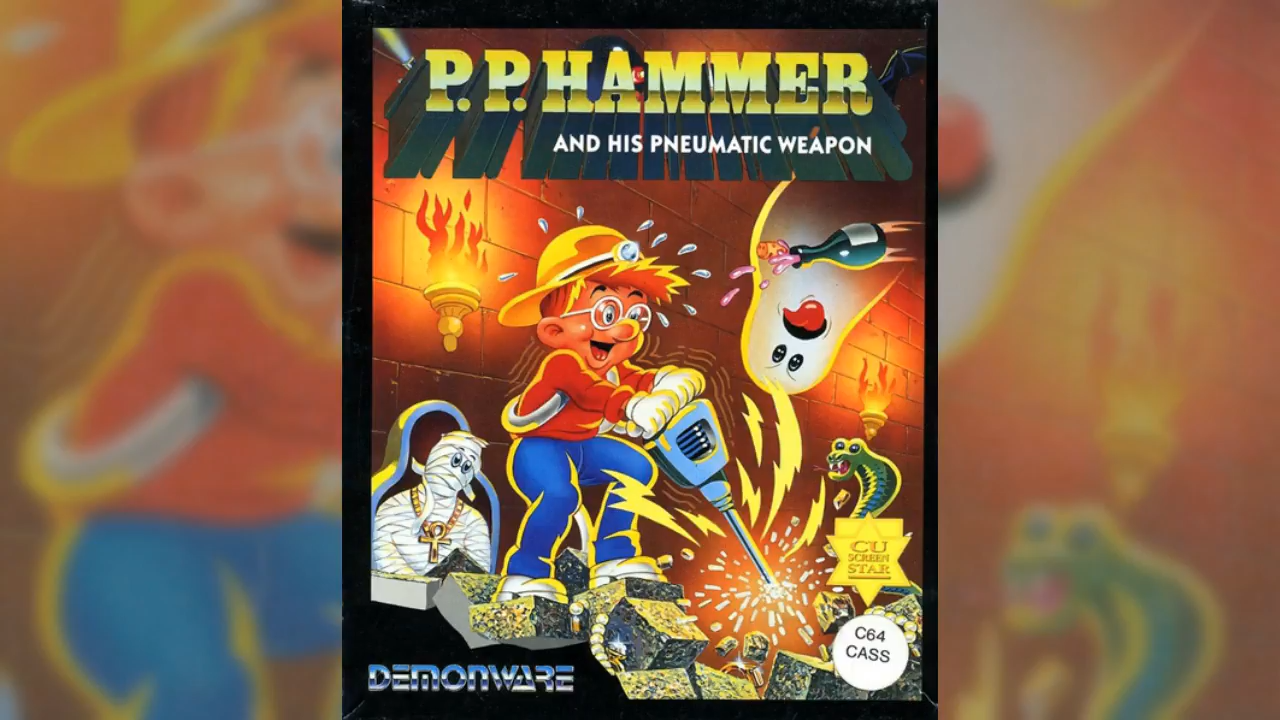 P.P. HAMMER
AND HIS PNEUMATIC WEAPON
CU
SCREEN
STAR
C64
CASS
DEMONWARE